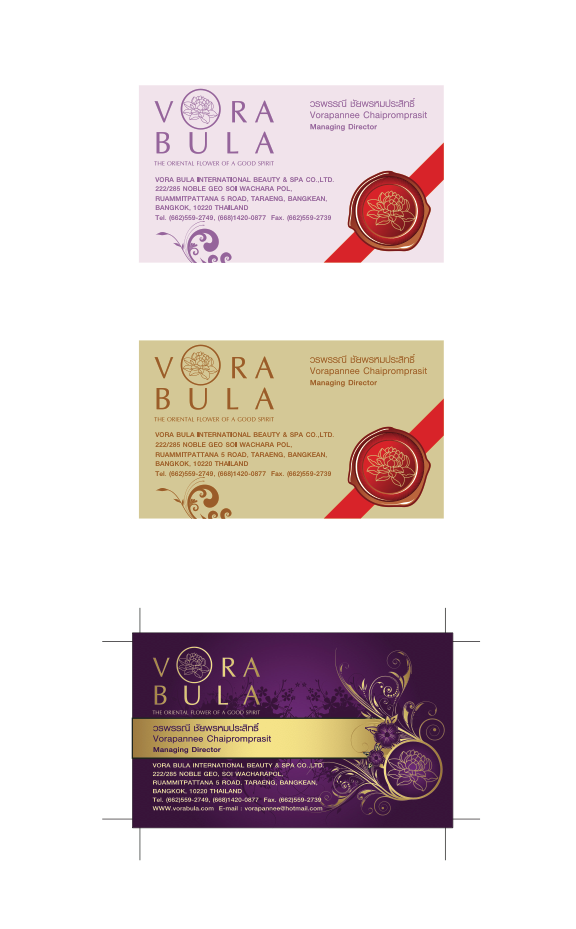 VORA
BULA
THE ORIENTAL FLOWER OF A GOOD SPIRIT
วรพรรณี ชัยพรหมประสิทธิ์
Vorapannee Chaipromprasit
Managing Director
VORA BULA INTERNATIONAL BEAUTY & SPA CO.,LTD.
222/285 NOBLE GEO SOI WACHARA POL,
RUAMMITPATTANA 5 ROAD, TARAENG, BANGKEAN.
BANGKOK, 10220 THAILAND
Tel. (662)559-2749, (668)1420-0877 Fax. (662)559-2739
VORA
BULA
THE ORIENTAL FLOWER OF A GOOD SPIRIT
วรพรรณี ชัยพรหมประสิทธิ์
Vorapannee Chaipromprasit
Managing Director
VORA BULA INTERNATIONAL BEAUTY & SPA CO.,LTD.
222/285 NOBLE GEO SOI WACHARA POL,
RUAMMITPATTANA 5 ROAD, TARAENG, BANGKEAN.
BANGKOK, 10220 THAILAND
Tel. (662)559-2749, (668)1420-0877 Fax. (662)559-2739
VORA
BULA
THE ORIENTAL FLOWER OF A GOOD SPIRIT
วรพรรณี ชัยพรหมประสิทธิ์
Vorapannee Chaipromprasit
Managing Director
VORA BULA INTERNATIONAL BEAUTY & SPA CO.,LTD.
222/285 NOBLE GEO, SOI WACHARAPOL,
RUAMMITPATTANA 5 ROAD, TARAENG, BANGKEAN,
BANGKOK, 10220 THAILAND
Tel. (662)559-2749, (668)1420-0877 Fax. (662)559-2739
WWW.vorabula.com E-mail : vorapannee@hotmail.com